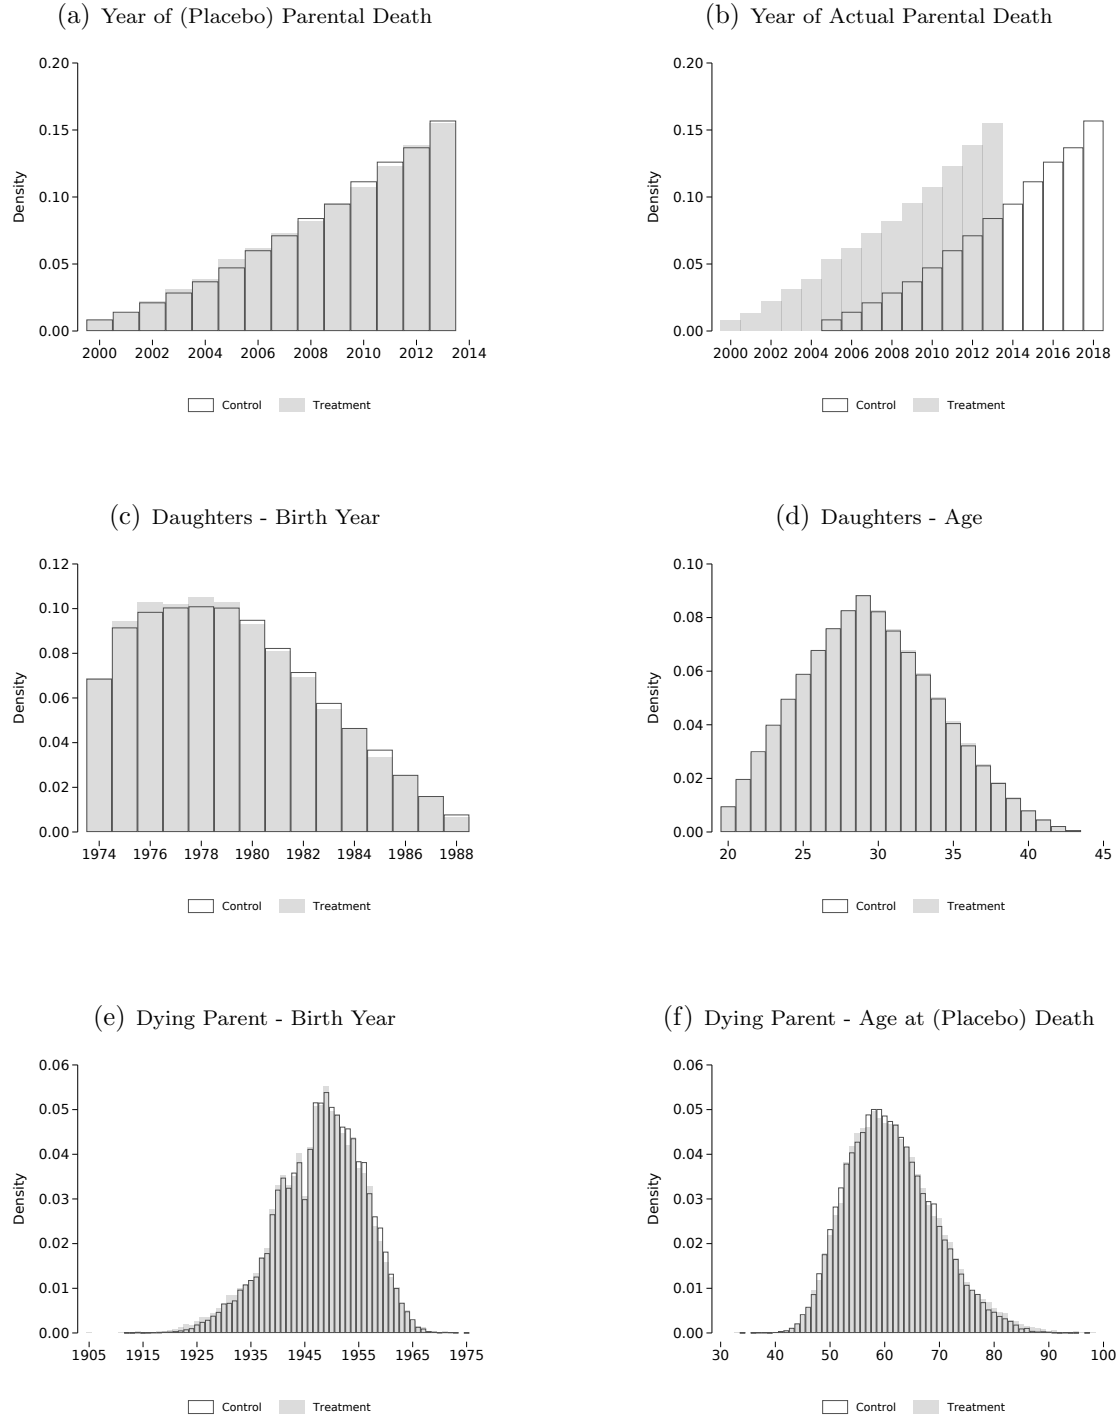 (a) Year of (Placebo) Parental Death
0.20
0.15
0.10
0.05
0.00
Density
2000 2002 2004 2006 2008 2010 2012 2014
Control Treatment
(b) Year of Actual Parental Death
0.20
0.15
0.10
0.05
0.00
Density
2000 2002 2004 2006 2008 2010 2012 2014 2016 2018
Control Treatment
(c) Daughters - Birth Year
0.12
0.10
0.08
0.06
0.04
0.02
0.00
Density
1974 1976 1978 1980 1982 1984 1986 1988
Control Treatment
(d) Daughters - Age
0.10
0.08
0.06
0.04
0.02
0.00
Density
20 25 30 35 40 45
Control Treatment
(e) Dying Parent - Birth Year
0.06
0.05
0.04
0.03
0.02
0.01
0.00
Density
1905 1915 1925 1935 1945 1955 1965 1975
Control Treatment
(f) Dying Parent - Age at (Placebo) Death
0.06
0.05
0.04
0.03
0.02
0.01
0.00
Density
30 40 50 60 70 80 90 100
Control Treatment